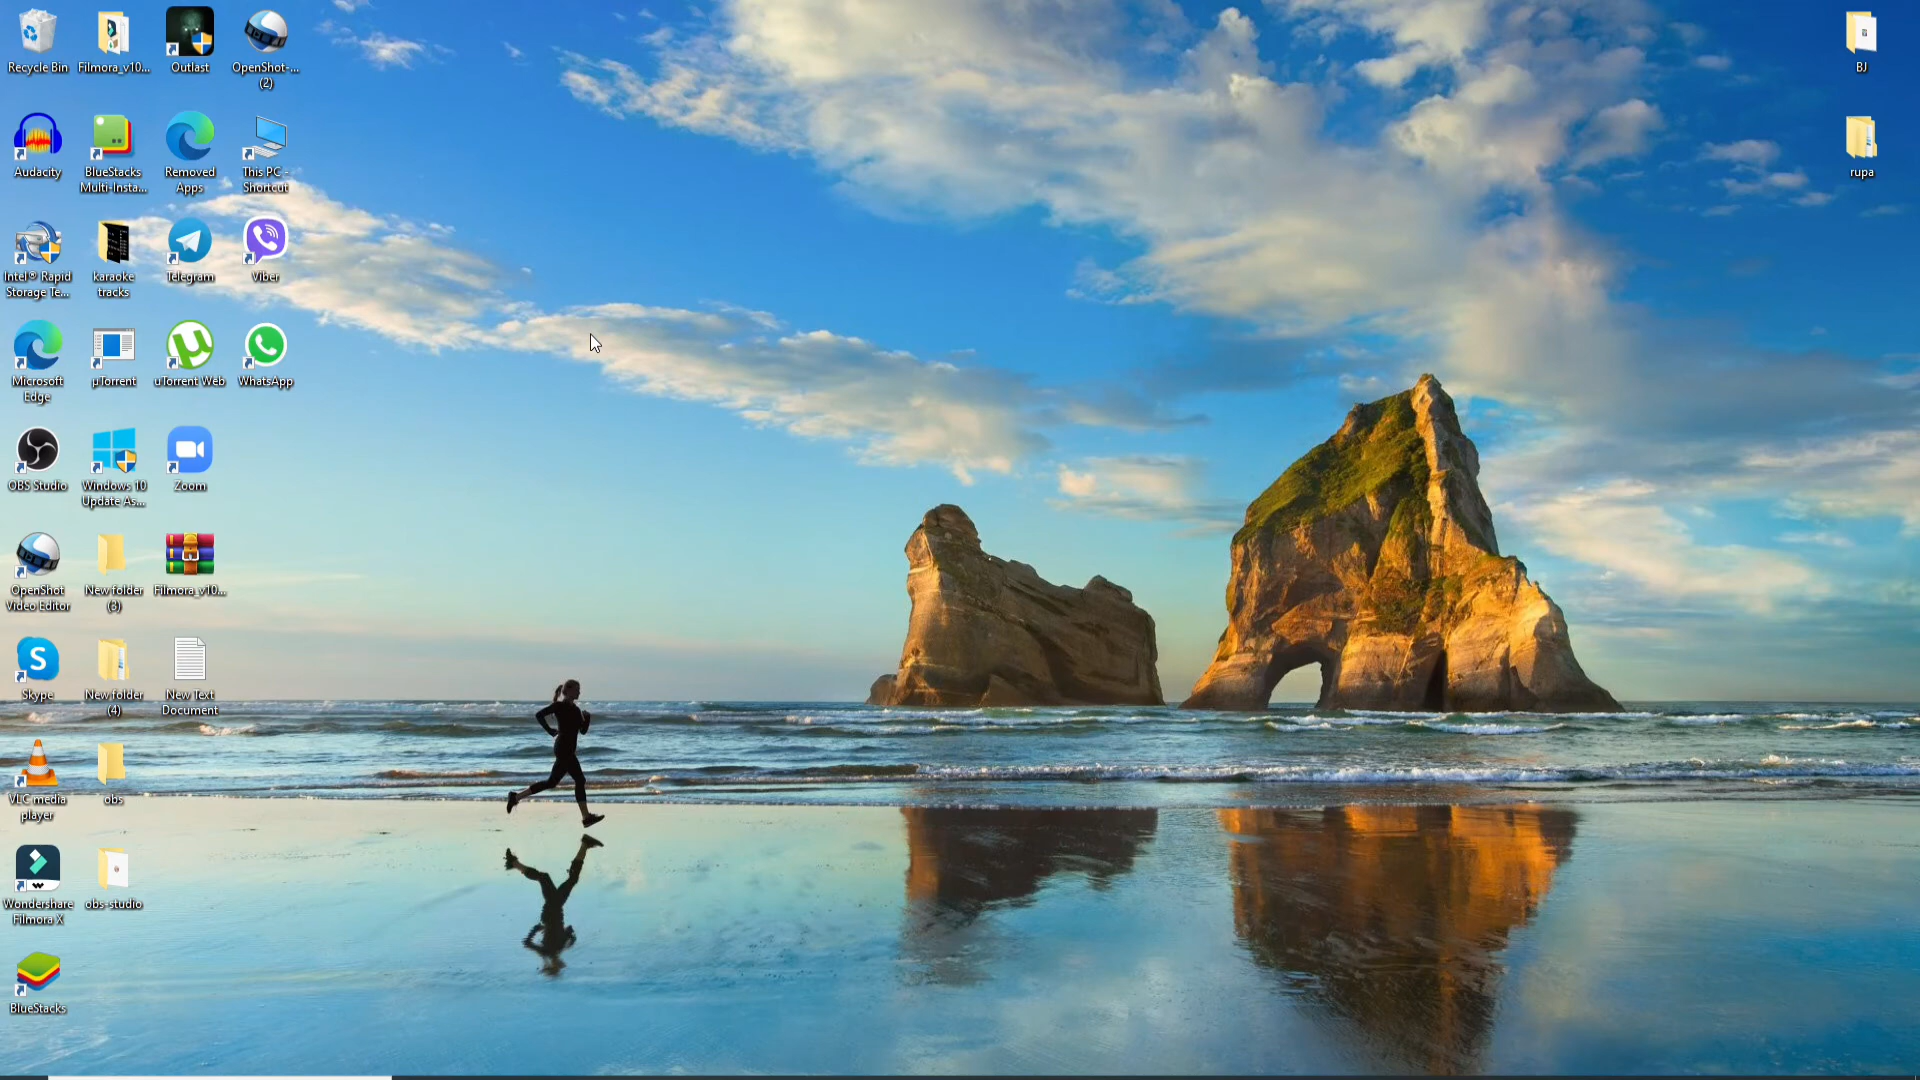 Recycle Bin
Filmora_v10...
Outlast
OpenShot-...
(2)
BJ
Audacity
BlueStacks
Multi-Insta...
Removed
Apps
This PC -
Shortcut
rupa
Intel® Rapid
Storage Te...
karaoke
tracks
Telegram
Viber
Microsoft
Edge
µTorrent
uTorrent Web
WhatsApp
OBS Studio
Windows 10
Update As...
Zoom
OpenShot
Video Editor
New folder
(3)
Filmora_v10...
Skype
New folder
(4)
New Text
Document
VLC media
player
obs
Wondershare
Filmora X
obs-studio
BlueStacks